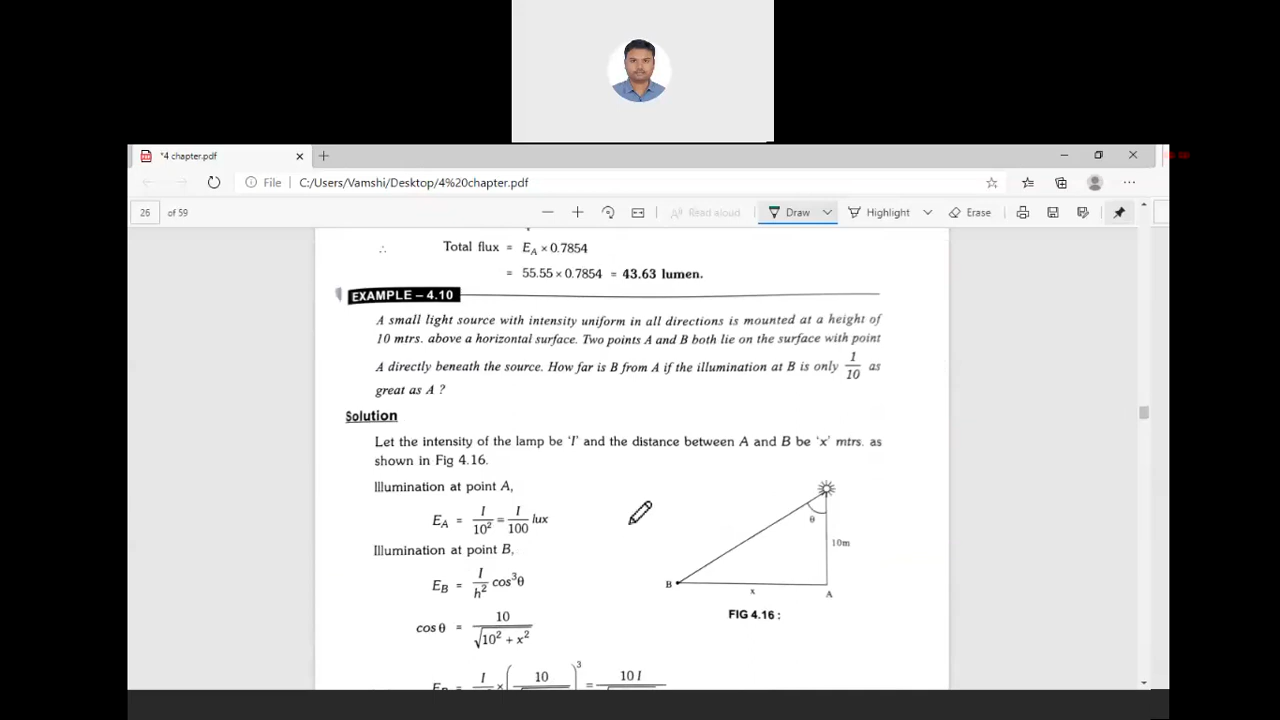 *4 chapter.pdf
File | C:/Users/Vamshi/Desktop/4%20chapter.pdf
26 of 59 Read aloud Draw Highlight Erase
∴ Total flux = E_A × 0.7854
= 55.55 × 0.7854 = 43.63 lumen.
EXAMPLE – 4.10
A small light source with intensity uniform in all directions is mounted at a height of
10 mtrs. above a horizontal surface. Two points A and B both lie on the surface with point
A directly beneath the source. How far is B from A if the illumination at B is only 1/10 as
great as A ?
Solution
Let the intensity of the lamp be 'I' and the distance between A and B be 'x' mtrs. as
shown in Fig 4.16.
Illumination at point A,
E_A = I/10² = I/100 lux
Illumination at point B,
E_B = I/h² cos³θ
cos θ = 10/√(10² + x²)
θ
10m
B
x
A
FIG 4.16 :